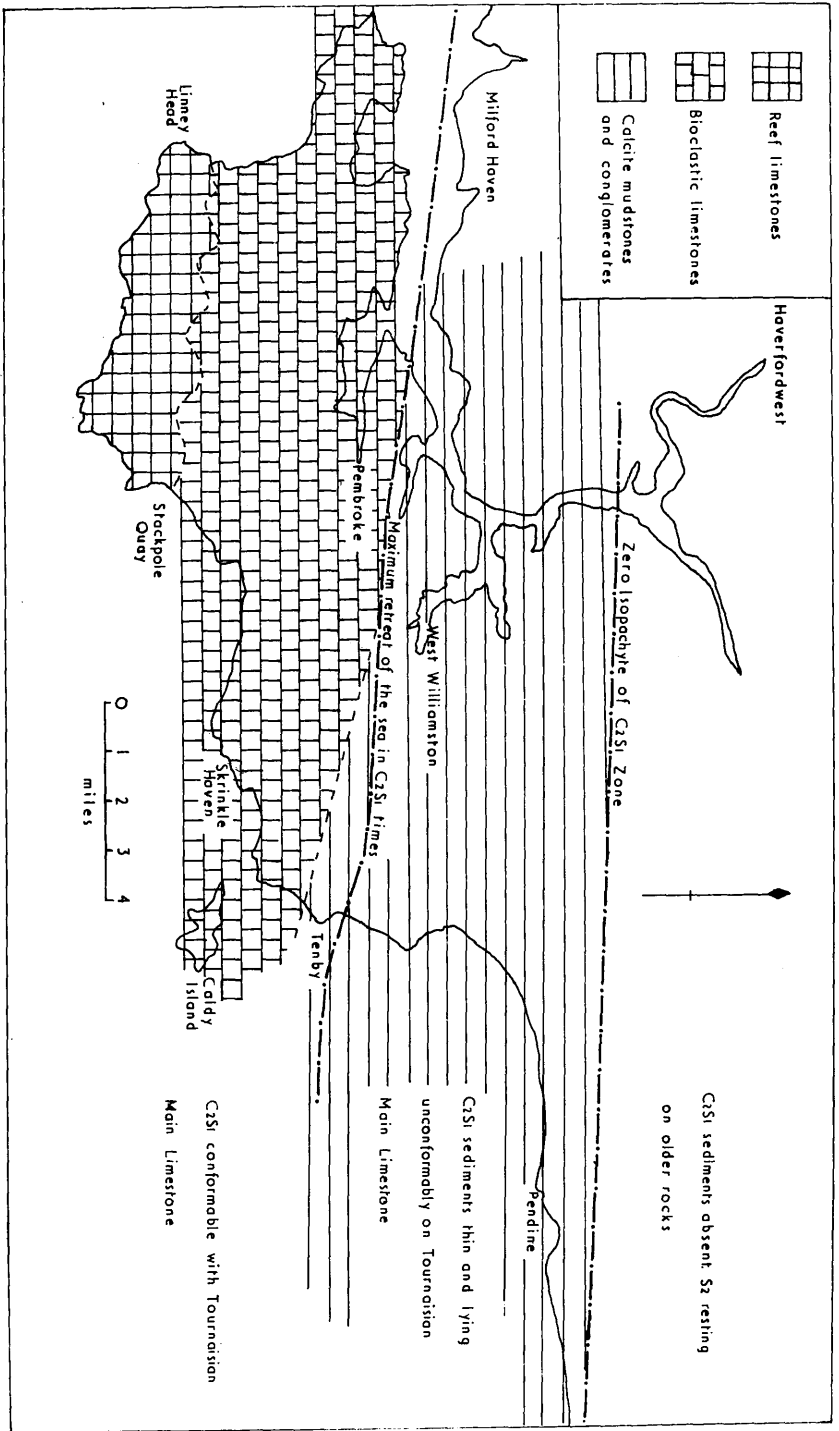 Reef limestones
Bioclastic limestones
Calcite mudstones
and conglomerates
Haverfordwest
Milford Haven
Zero Isopachyte of C2S1 Zone
C2S1 sediments absent. S2 resting
on older rocks
West Williamston
Pendine
Maximum retreat of the sea in C2S1 times
C2S1 sediments thin and lying
unconformably on Tournaisian
Main Limestone
Pembroke
Tenby
Linney
Head
Stackpole
Quay
Skrinkle
Haven
Caldy
Island
C2S1 conformable with Tournaisian
Main Limestone
0 1 2 3 4
miles